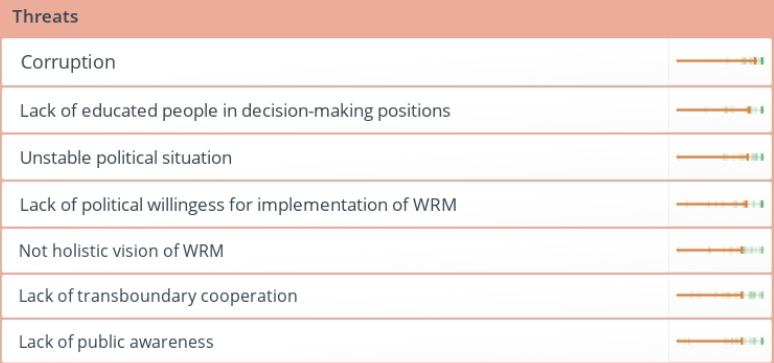 Threats
Corruption
Lack of educated people in decision-making positions
Unstable political situation
Lack of political willingess for implementation of WRM
Not holistic vision of WRM
Lack of transboundary cooperation
Lack of public awareness